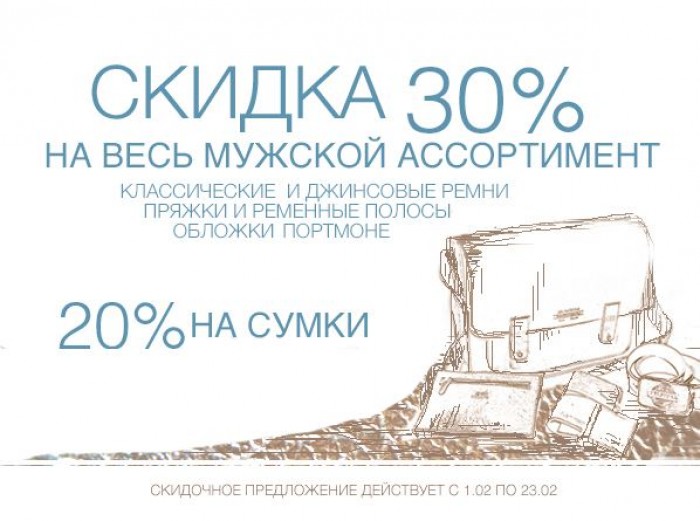 СКИДКА 30%
НА ВЕСЬ МУЖСКОЙ АССОРТИМЕНТ
КЛАССИЧЕСКИЕ И ДЖИНСОВЫЕ РЕМНИ
ПРЯЖКИ И РЕМЕННЫЕ ПОЛОСЫ
ОБЛОЖКИ ПОРТМОНЕ
20% НА СУМКИ
СКИДОЧНОЕ ПРЕДЛОЖЕНИЕ ДЕЙСТВУЕТ С 1.02 ПО 23.02